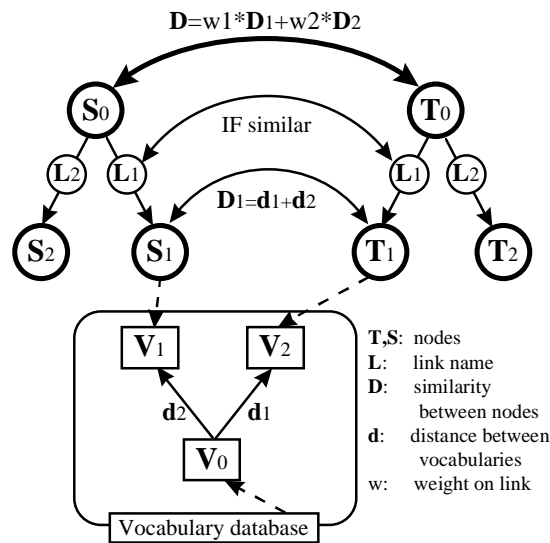 D=w1*D1+w2*D2
S0
T0
IF similar
L2
L1
L1
L2
D1=d1+d2
S2
S1
T1
T2
V1
V2
d2
d1
V0
Vocabulary database
T,S: nodes
L: link name
D: similarity
between nodes
d: distance between
vocabularies
w: weight on link